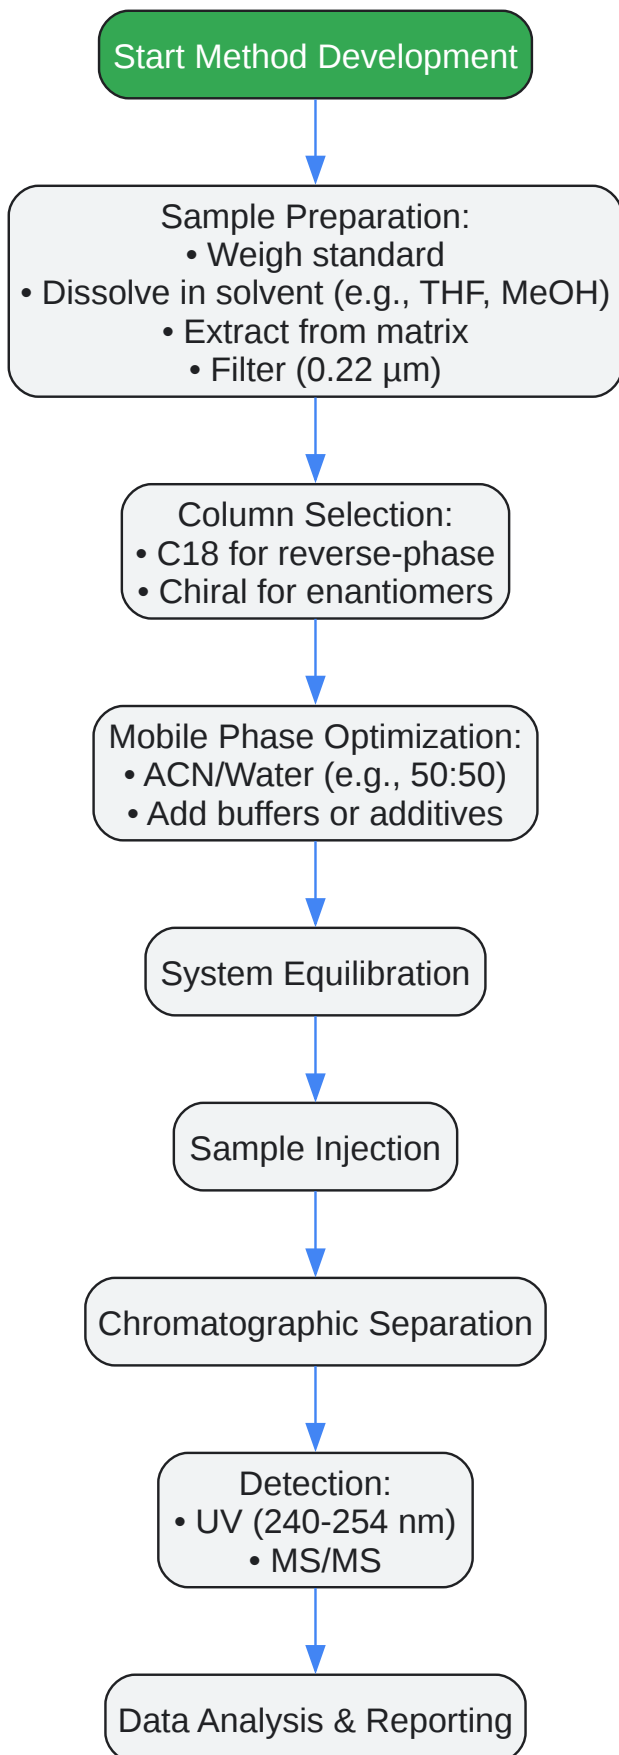 Start Method Development
Sample Preparation:
• Weigh standard
• Dissolve in solvent (e.g., THF, MeOH)
• Extract from matrix
• Filter (0.22 µm)
Column Selection:
• C18 for reverse-phase
• Chiral for enantiomers
Mobile Phase Optimization:
• ACN/Water (e.g., 50:50)
• Add buffers or additives
System Equilibration
Sample Injection
Chromatographic Separation
Detection:
• UV (240-254 nm)
• MS/MS
Data Analysis & Reporting